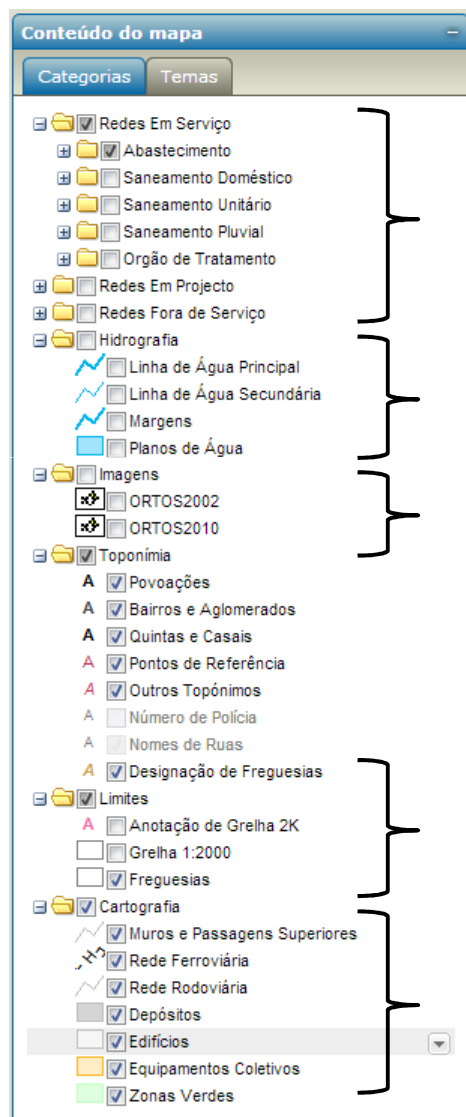 Conteúdo do mapa
Categorias Temas
Redes Em Serviço
Abastecimento
Saneamento Doméstico
Saneamento Unitário
Saneamento Pluvial
Orgão de Tratamento
Redes Em Projecto
Redes Fora de Serviço
Hidrografia
Linha de Água Principal
Linha de Água Secundária
Margens
Planos de Água
Imagens
ORTOS2002
ORTOS2010
Toponímia
A Povoações
A Bairros e Aglomerados
A Quintas e Casais
A Pontos de Referência
A Outros Topónimos
A Número de Polícia
A Nomes de Ruas
A Designação de Freguesias
Limites
A Anotação de Grelha 2K
Grelha 1:2000
Freguesias
Cartografia
Muros e Passagens Superiores
Rede Ferroviária
Rede Rodoviária
Depósitos
Edifícios
Equipamentos Coletivos
Zonas Verdes